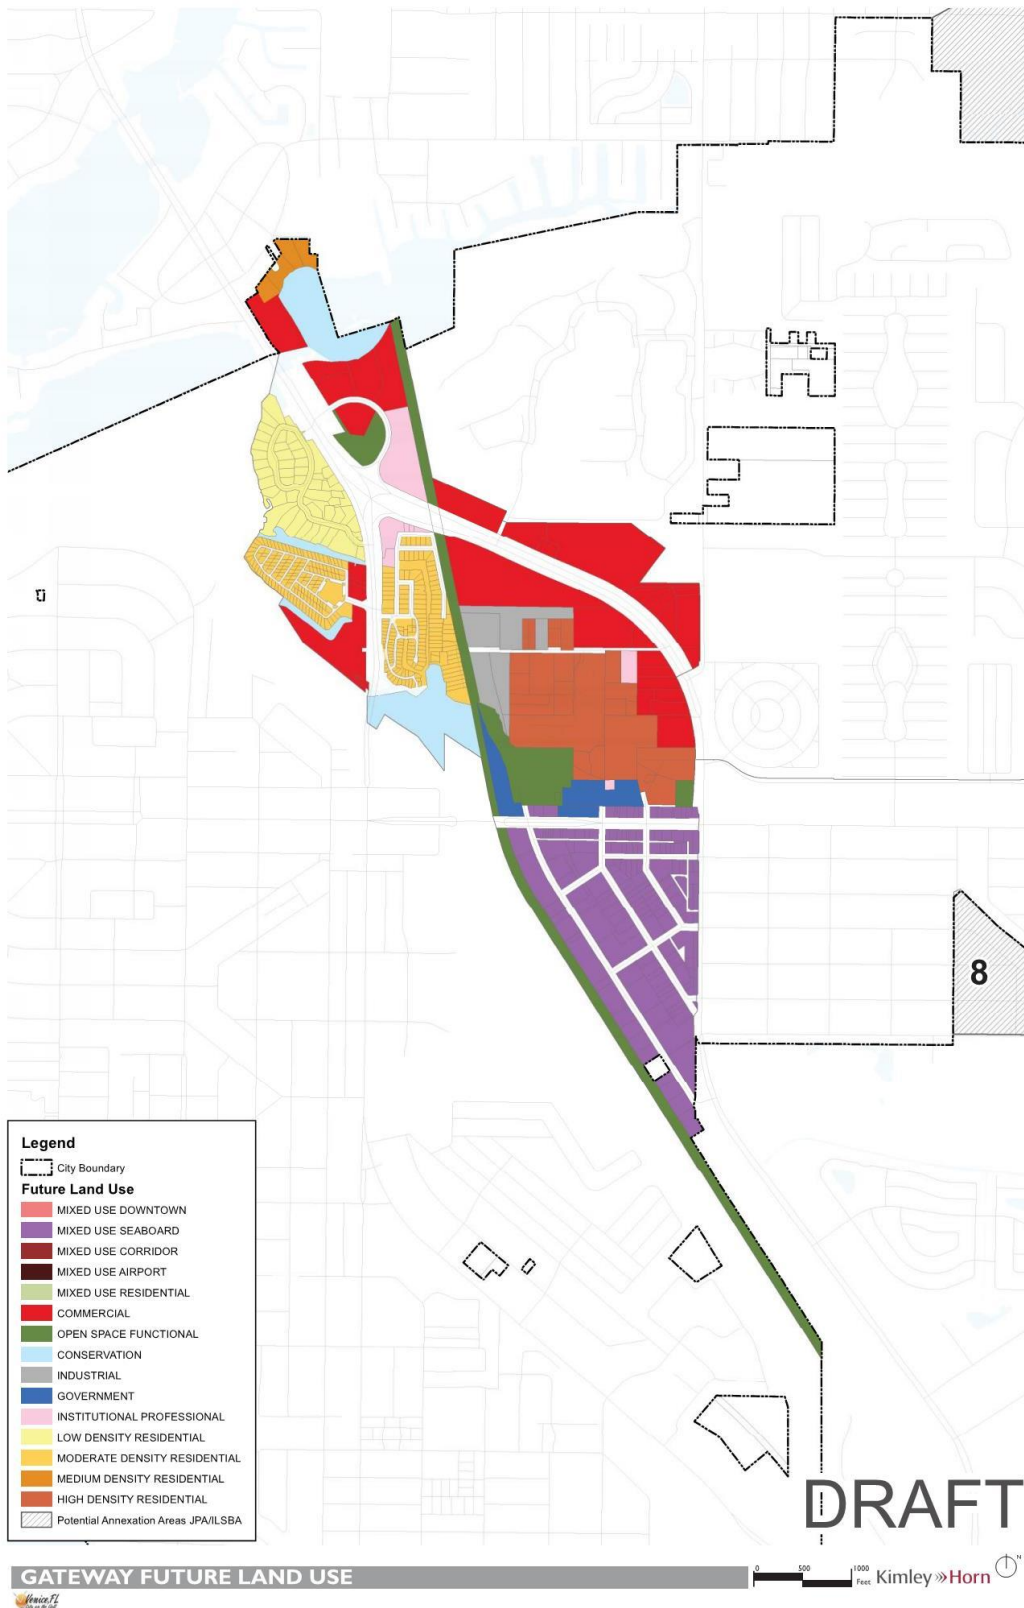 8
Legend
City Boundary
Future Land Use
MIXED USE DOWNTOWN
MIXED USE SEABOARD
MIXED USE CORRIDOR
MIXED USE AIRPORT
MIXED USE RESIDENTIAL
COMMERCIAL
OPEN SPACE FUNCTIONAL
CONSERVATION
INDUSTRIAL
GOVERNMENT
INSTITUTIONAL PROFESSIONAL
LOW DENSITY RESIDENTIAL
MODERATE DENSITY RESIDENTIAL
MEDIUM DENSITY RESIDENTIAL
HIGH DENSITY RESIDENTIAL
Potential Annexation Areas JPA/ILSBA
DRAFT
GATEWAY FUTURE LAND USE
0 500 1000
Feet
Kimley»Horn
N
Venice, FL